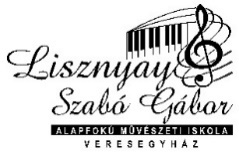 Lisznyay
Szabó Gábor
ALAPFOKÚ MŰVÉSZETI ISKOLA
VERESEGYHÁZ